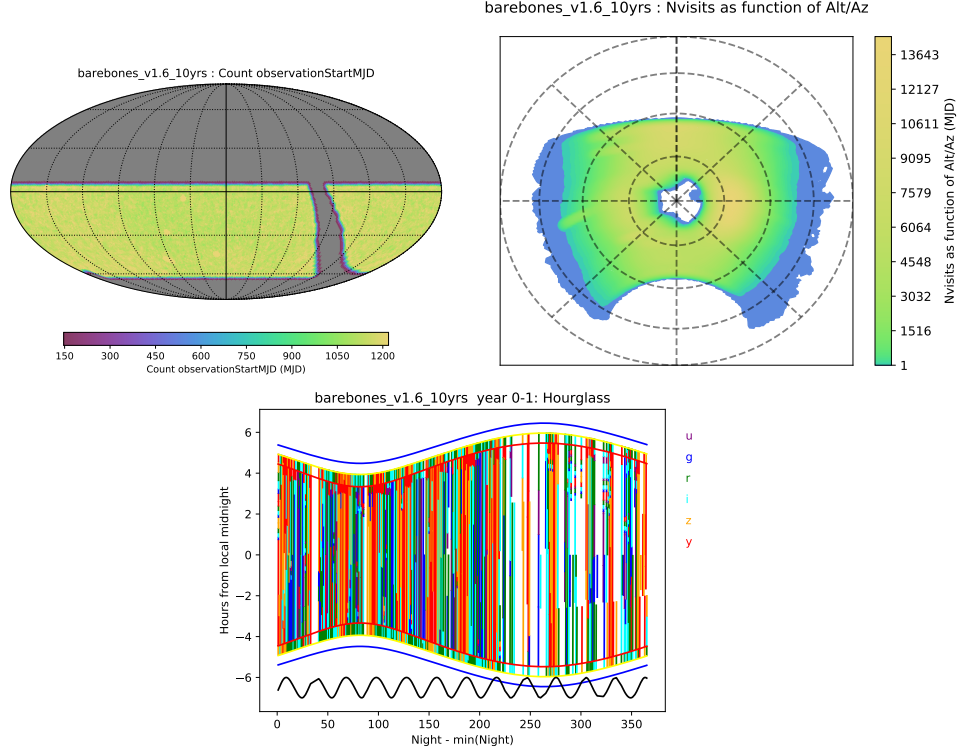 barebones_v1.6_10yrs : Nvisits as function of Alt/Az
barebones_v1.6_10yrs : Count observationStartMJD
150 300 450 600 750 900 1050 1200
Count observationStartMJD (MJD)
13643
12127
10611
9095
7579
6064
4548
3032
1516
1
Nvisits as function of Alt/Az (MJD)
barebones_v1.6_10yrs year 0-1: Hourglass
6
4
2
0
−2
−4
−6
Hours from local midnight
0 50 100 150 200 250 300 350
Night - min(Night)
u
g
r
i
z
y